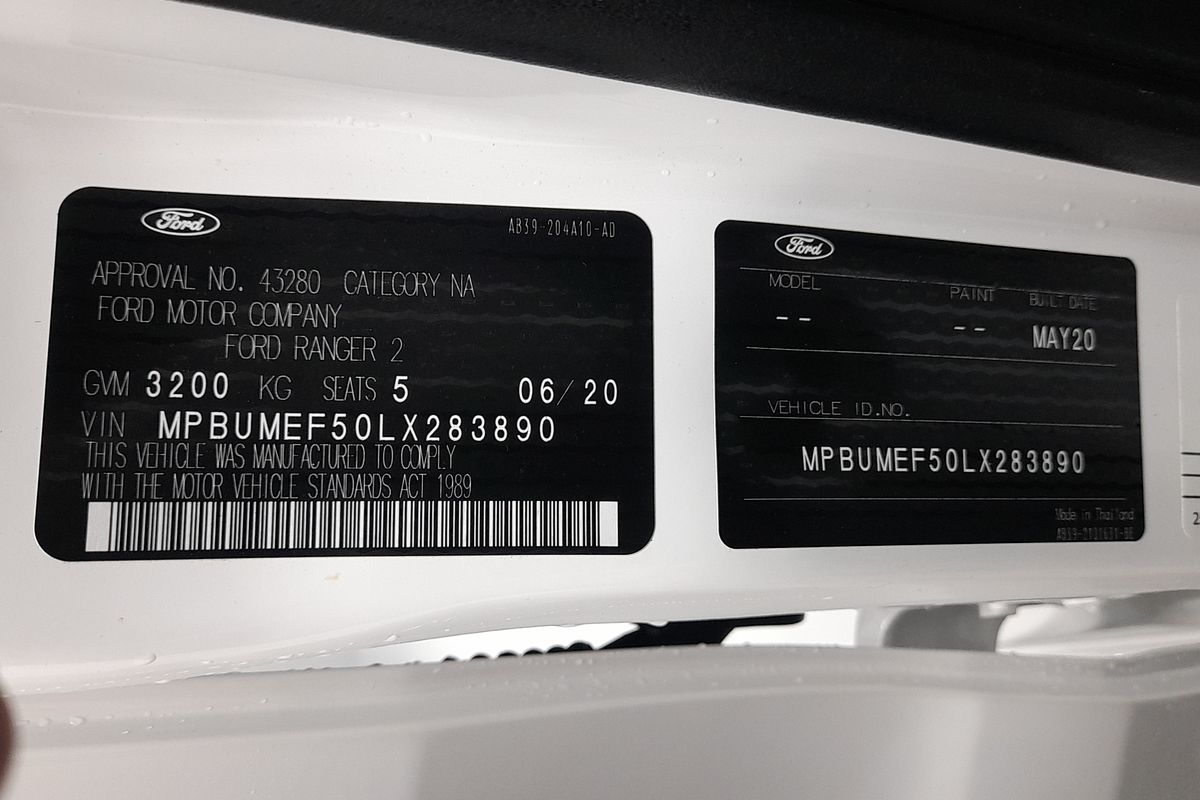 Ford
AB39-204A10-AD
APPROVAL NO. 43280 CATEGORY NA
FORD MOTOR COMPANY
FORD RANGER 2
GVM 3200 KG SEATS 5 06/20
VIN MPBUMEF50LX283890
THIS VEHICLE WAS MANUFACTURED TO COMPLY
WITH THE MOTOR VEHICLE STANDARDS ACT 1989
Ford
MODEL PAINT BUILT DATE
-- -- MAY20
VEHICLE ID.NO.
MPBUMEF50LX283890
Made in Thailand
2